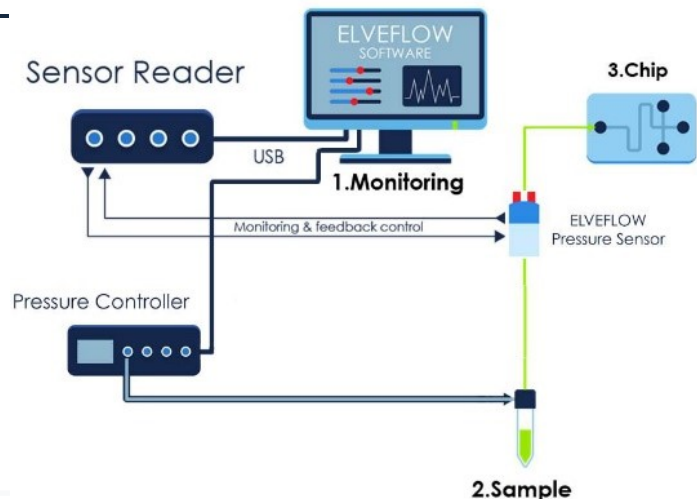 ELVEFLOW
SOFTWARE
Sensor Reader
3.Chip
USB
1.Monitoring
Monitoring & feedback control
ELVEFLOW
Pressure Sensor
Pressure Controller
2.Sample